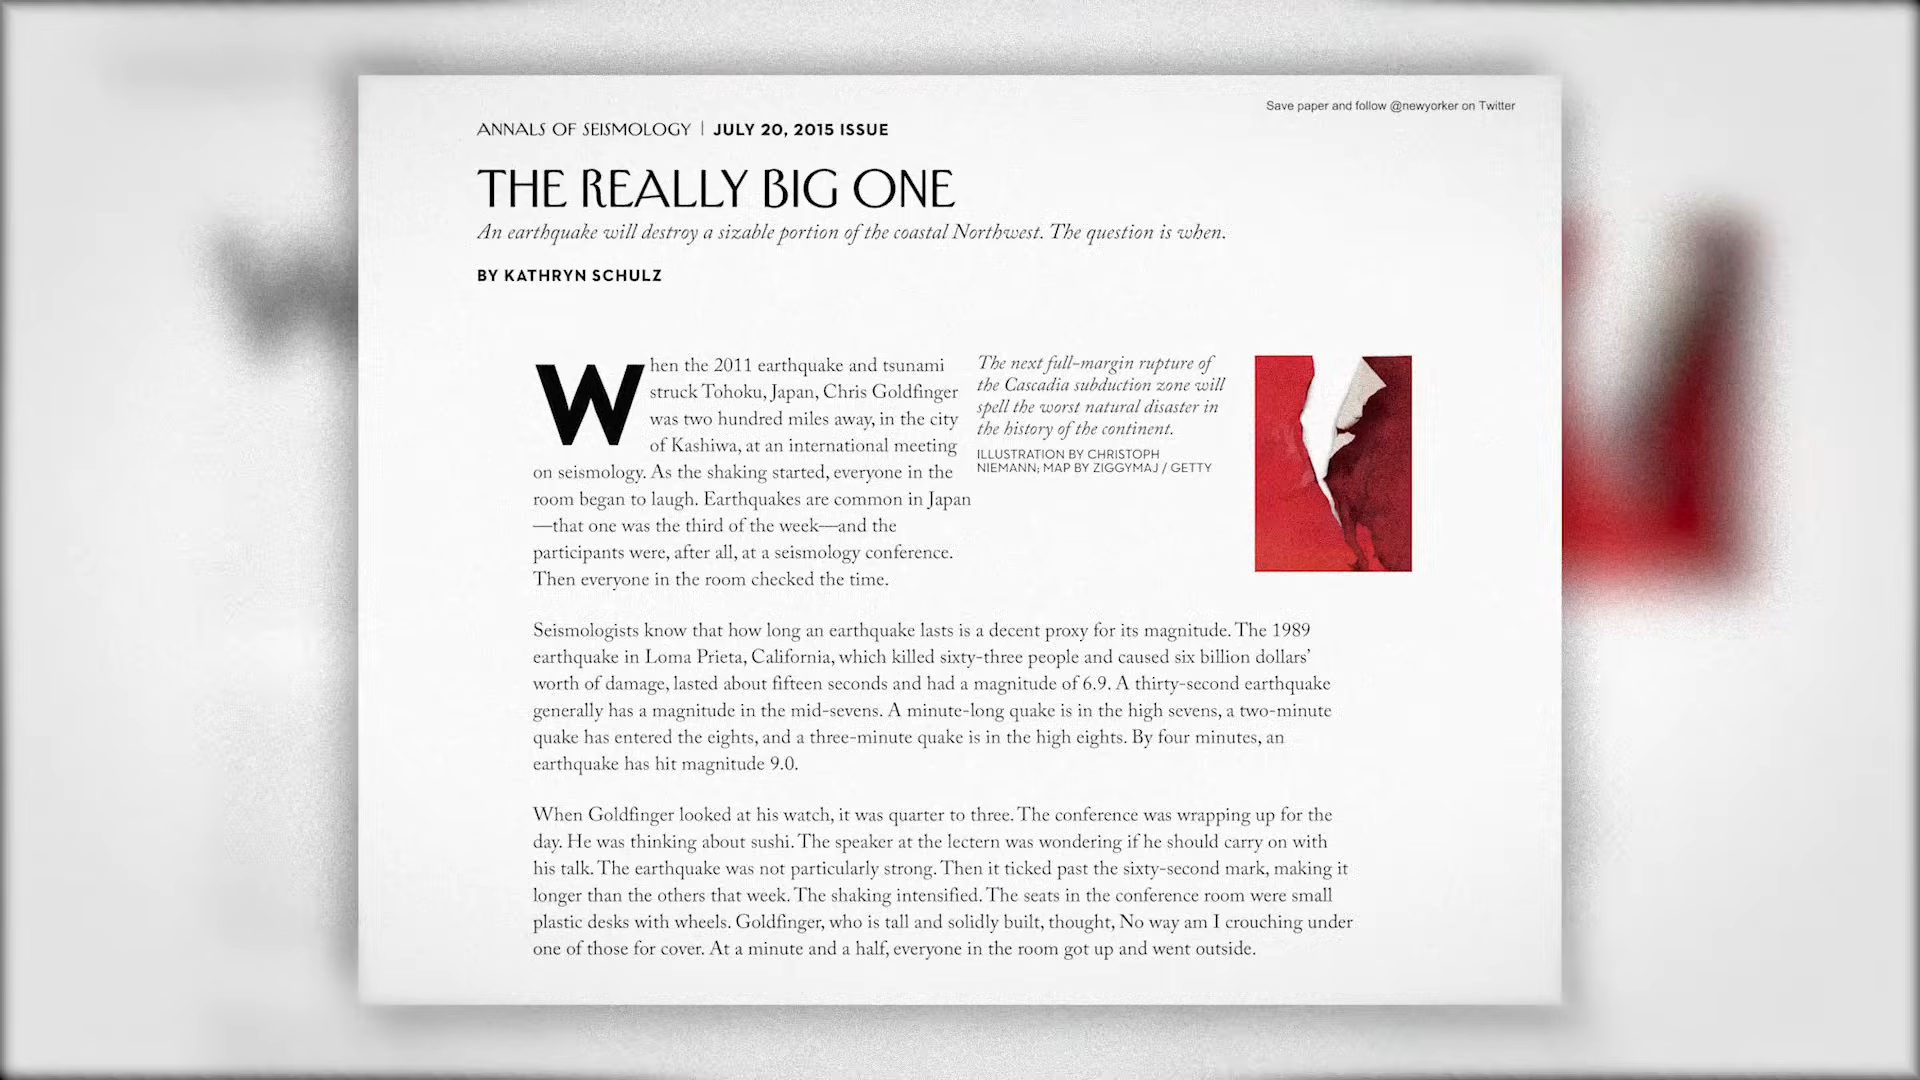 Save paper and follow @newyorker on Twitter
ANNALS OF SEISMOLOGY | JULY 20, 2015 ISSUE
THE REALLY BIG ONE
An earthquake will destroy a sizable portion of the coastal Northwest. The question is when.
BY KATHRYN SCHULZ
When the 2011 earthquake and tsunami
struck Tohoku, Japan, Chris Goldfinger
was two hundred miles away, in the city
of Kashiwa, at an international meeting
on seismology. As the shaking started, everyone in the
room began to laugh. Earthquakes are common in Japan
—that one was the third of the week—and the
participants were, after all, at a seismology conference.
Then everyone in the room checked the time.
The next full-margin rupture of
the Cascadia subduction zone will
spell the worst natural disaster in
the history of the continent.
ILLUSTRATION BY CHRISTOPH
NIEMANN; MAP BY ZIGGYMAJ / GETTY
Seismologists know that how long an earthquake lasts is a decent proxy for its magnitude. The 1989
earthquake in Loma Prieta, California, which killed sixty-three people and caused six billion dollars’
worth of damage, lasted about fifteen seconds and had a magnitude of 6.9. A thirty-second earthquake
generally has a magnitude in the mid-sevens. A minute-long quake is in the high sevens, a two-minute
quake has entered the eights, and a three-minute quake is in the high eights. By four minutes, an
earthquake has hit magnitude 9.0.
When Goldfinger looked at his watch, it was quarter to three. The conference was wrapping up for the
day. He was thinking about sushi. The speaker at the lectern was wondering if he should carry on with
his talk. The earthquake was not particularly strong. Then it ticked past the sixty-second mark, making it
longer than the others that week. The shaking intensified. The seats in the conference room were small
plastic desks with wheels. Goldfinger, who is tall and solidly built, thought, No way am I crouching under
one of those for cover. At a minute and a half, everyone in the room got up and went outside.